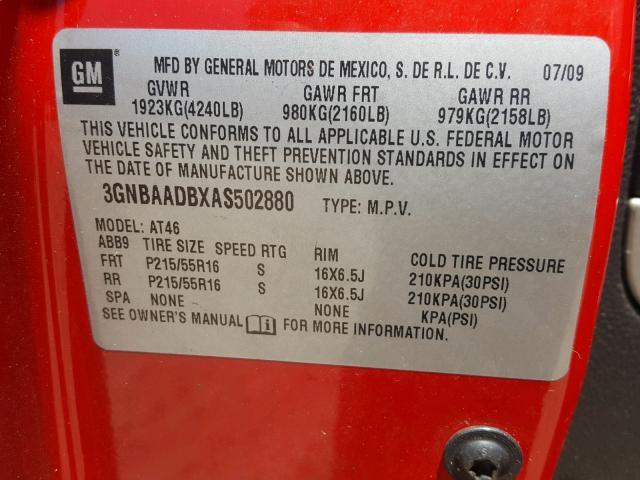 GM
MFD BY GENERAL MOTORS DE MEXICO, S. DE R.L. DE C.V. 07/09
GVWR GAWR FRT GAWR RR
1923KG(4240LB) 980KG(2160LB) 979KG(2158LB)
THIS VEHICLE CONFORMS TO ALL APPLICABLE U.S. FEDERAL MOTOR
VEHICLE SAFETY AND THEFT PREVENTION STANDARDS IN EFFECT ON
THE DATE OF MANUFACTURE SHOWN ABOVE.
3GNBAADBXAS502880 TYPE: M.P.V.
MODEL: AT46
ABB9 TIRE SIZE SPEED RTG RIM COLD TIRE PRESSURE
FRT P215/55R16 S 16X6.5J 210KPA(30PSI)
RR P215/55R16 S 16X6.5J 210KPA(30PSI)
SPA NONE NONE KPA(PSI)
SEE OWNER'S MANUAL FOR MORE INFORMATION.